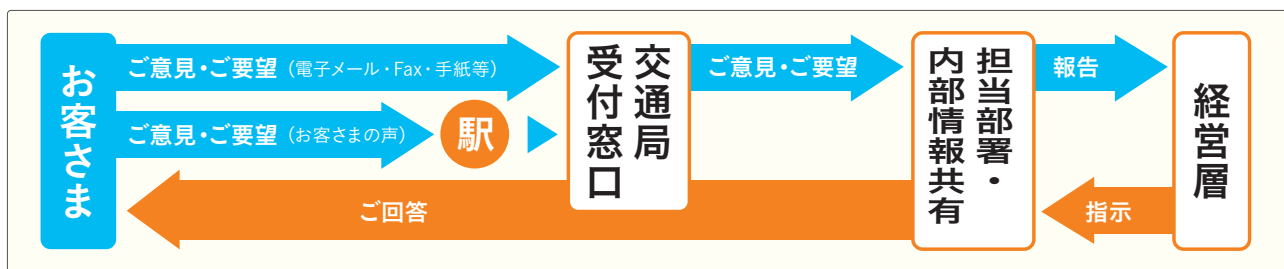 お客さま
ご意見・ご要望（電子メール・Fax・手紙等）
ご意見・ご要望（お客さまの声）
駅
交通局
受付窓口
ご意見・ご要望
担当部署・
内部情報共有
報告
経営層
指示
ご回答